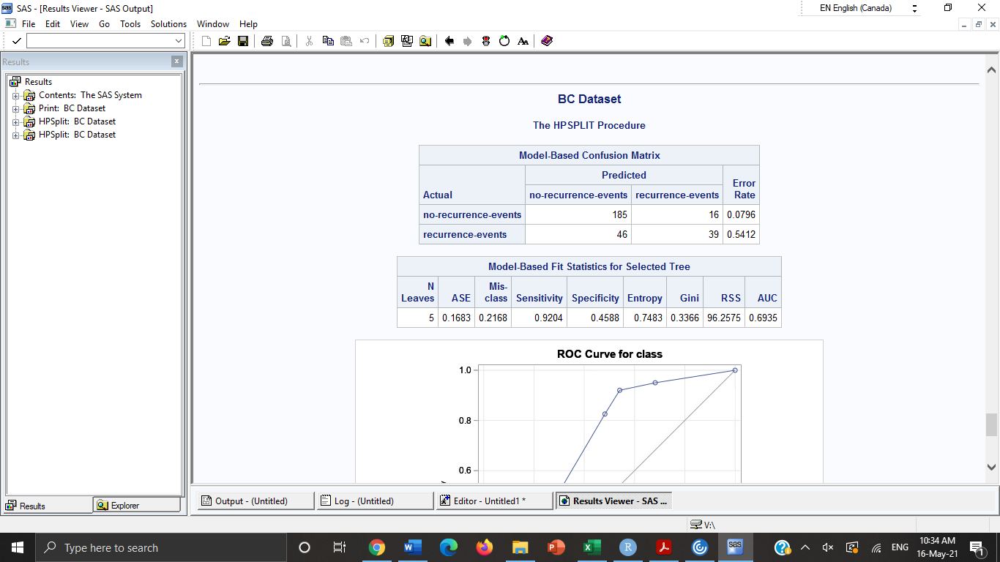 SAS - [Results Viewer - SAS Output]
EN English (Canada)
File Edit View Go Tools Solutions Window Help
Results
Results
Contents: The SAS System
Print: BC Dataset
HPSplit: BC Dataset
HPSplit: BC Dataset
BC Dataset
The HPSPLIT Procedure
Model-Based Confusion Matrix
Actual Predicted Error Rate
no-recurrence-events recurrence-events
no-recurrence-events 185 16 0.0796
recurrence-events 46 39 0.5412
Model-Based Fit Statistics for Selected Tree
N Leaves ASE Mis-class Sensitivity Specificity Entropy Gini RSS AUC
5 0.1683 0.2168 0.9204 0.4588 0.7483 0.3366 96.2575 0.6935
ROC Curve for class
1.0
0.8
0.6
Results Explorer
Output - (Untitled) Log - (Untitled) Editor - Untitled1 * Results Viewer - SAS ...
V:\
Type here to search
ENG
10:34 AM
16-May-21
1